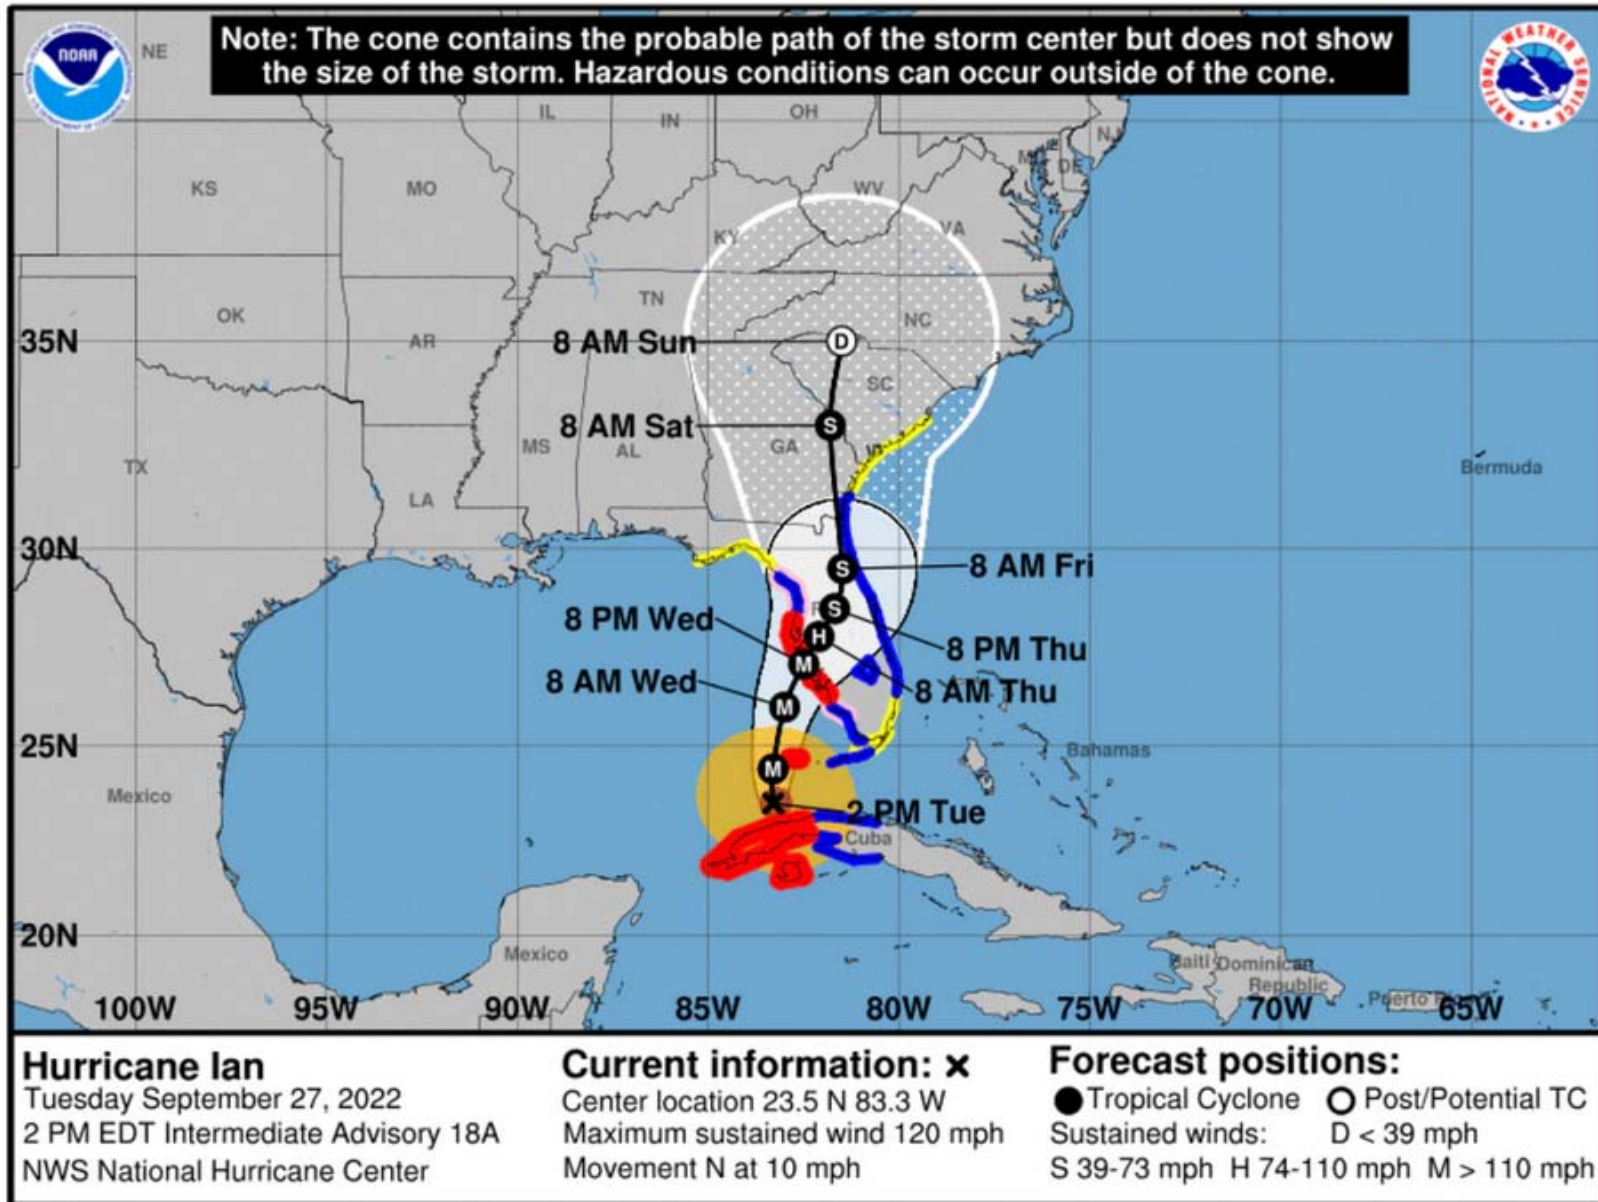 Note: The cone contains the probable path of the storm center but does not show
the size of the storm. Hazardous conditions can occur outside of the cone.
NOAA
NATIONAL WEATHER SERVICE
NE
IL
IN
OH
NJ
DE
KS
MO
WV
KY
VA
OK
TN
NC
AR
35N
8 AM Sun
D
SC
8 AM Sat
S
MS
AL
GA
TX
LA
Bermuda
30N
S
8 AM Fri
8 PM Wed
S
H
8 PM Thu
M
8 AM Wed
8 AM Thu
M
25N
Bahamas
M
Mexico
2 PM Tue
Cuba
20N
Mexico
Haiti
Dominican
Republic
100W
95W
90W
85W
80W
75W
70W
65W
Hurricane Ian
Tuesday September 27, 2022
2 PM EDT Intermediate Advisory 18A
NWS National Hurricane Center
Current information: x
Center location 23.5 N 83.3 W
Maximum sustained wind 120 mph
Movement N at 10 mph
Forecast positions:
Tropical Cyclone Post/Potential TC
Sustained winds: D < 39 mph
S 39-73 mph H 74-110 mph M > 110 mph